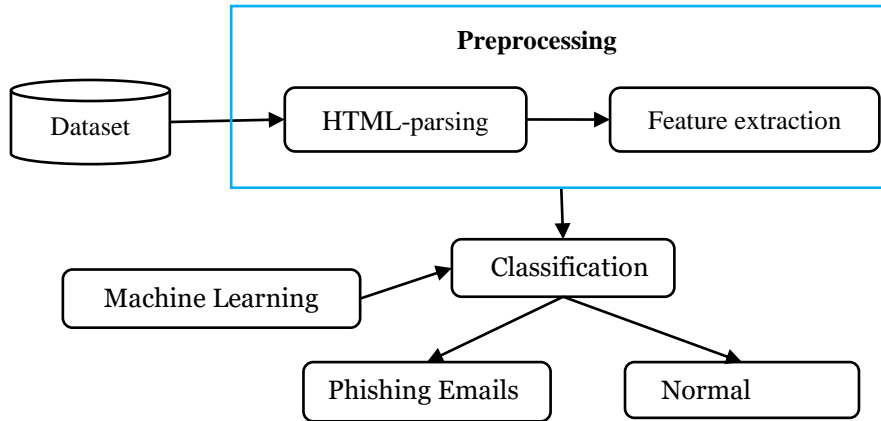 Preprocessing
Dataset
HTML-parsing
Feature extraction
Classification
Machine Learning
Phishing Emails
Normal